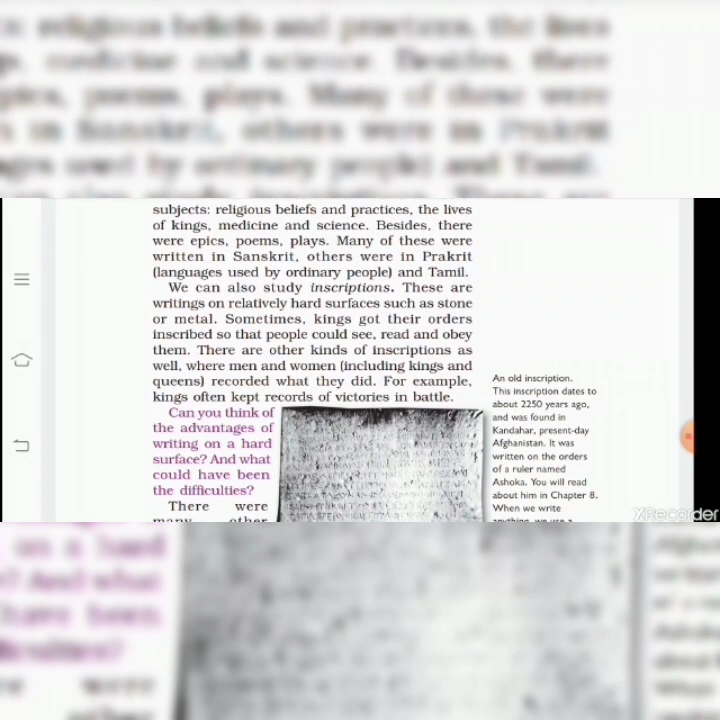 subjects: religious beliefs and practices, the lives
of kings, medicine and science. Besides, there
were epics, poems, plays. Many of these were
written in Sanskrit, others were in Prakrit
(languages used by ordinary people) and Tamil.
We can also study inscriptions. These are
writings on relatively hard surfaces such as stone
or metal. Sometimes, kings got their orders
inscribed so that people could see, read and obey
them. There are other kinds of inscriptions as
well, where men and women (including kings and
queens) recorded what they did. For example,
kings often kept records of victories in battle.
Can you think of
the advantages of
writing on a hard
surface? And what
could have been
the difficulties?
There were
many other
An old inscription.
This inscription dates to
about 2250 years ago,
and was found in
Kandahar, present-day
Afghanistan. It was
written on the orders
of a ruler named
Ashoka. You will read
about him in Chapter 8.
When we write
anything, we use a
XRecorder